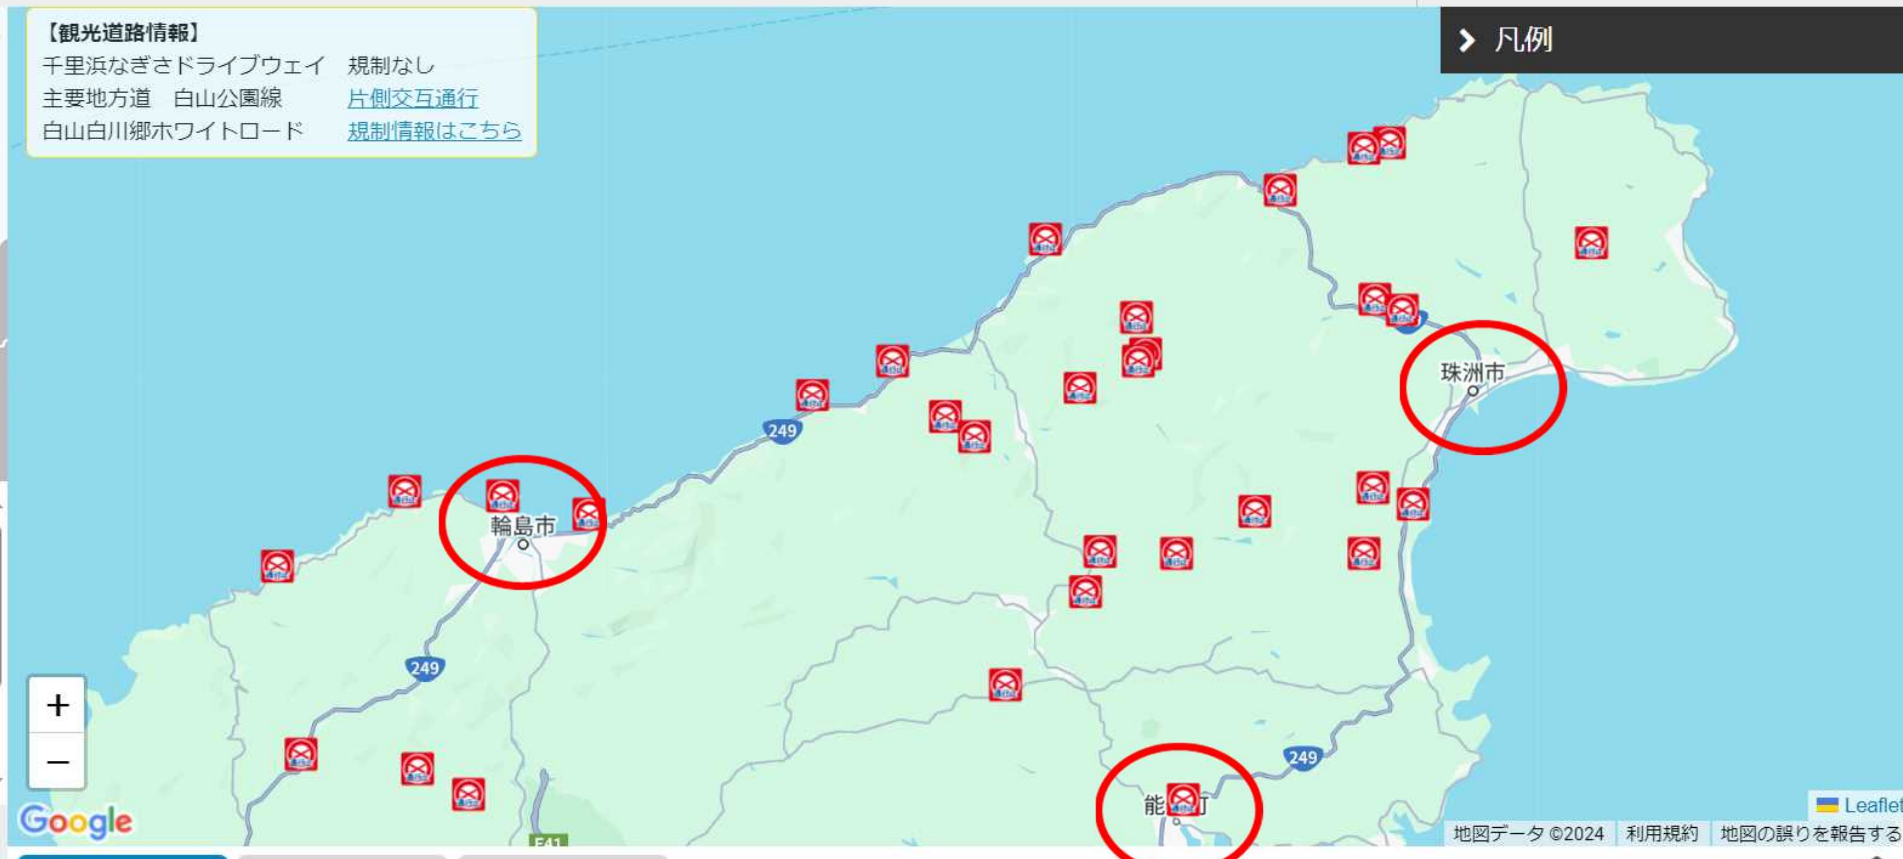 【観光道路情報】
千里浜なぎさドライブウェイ 規制なし
主要地方道 白山公園線 片側交互通行
白山白川郷ホワイトロード 規制情報はこちら
凡例
珠洲市
249
輪島市
249
249
能
町
+
−
Google
E41
Leaflet
地図データ ©2024 利用規約 地図の誤りを報告する